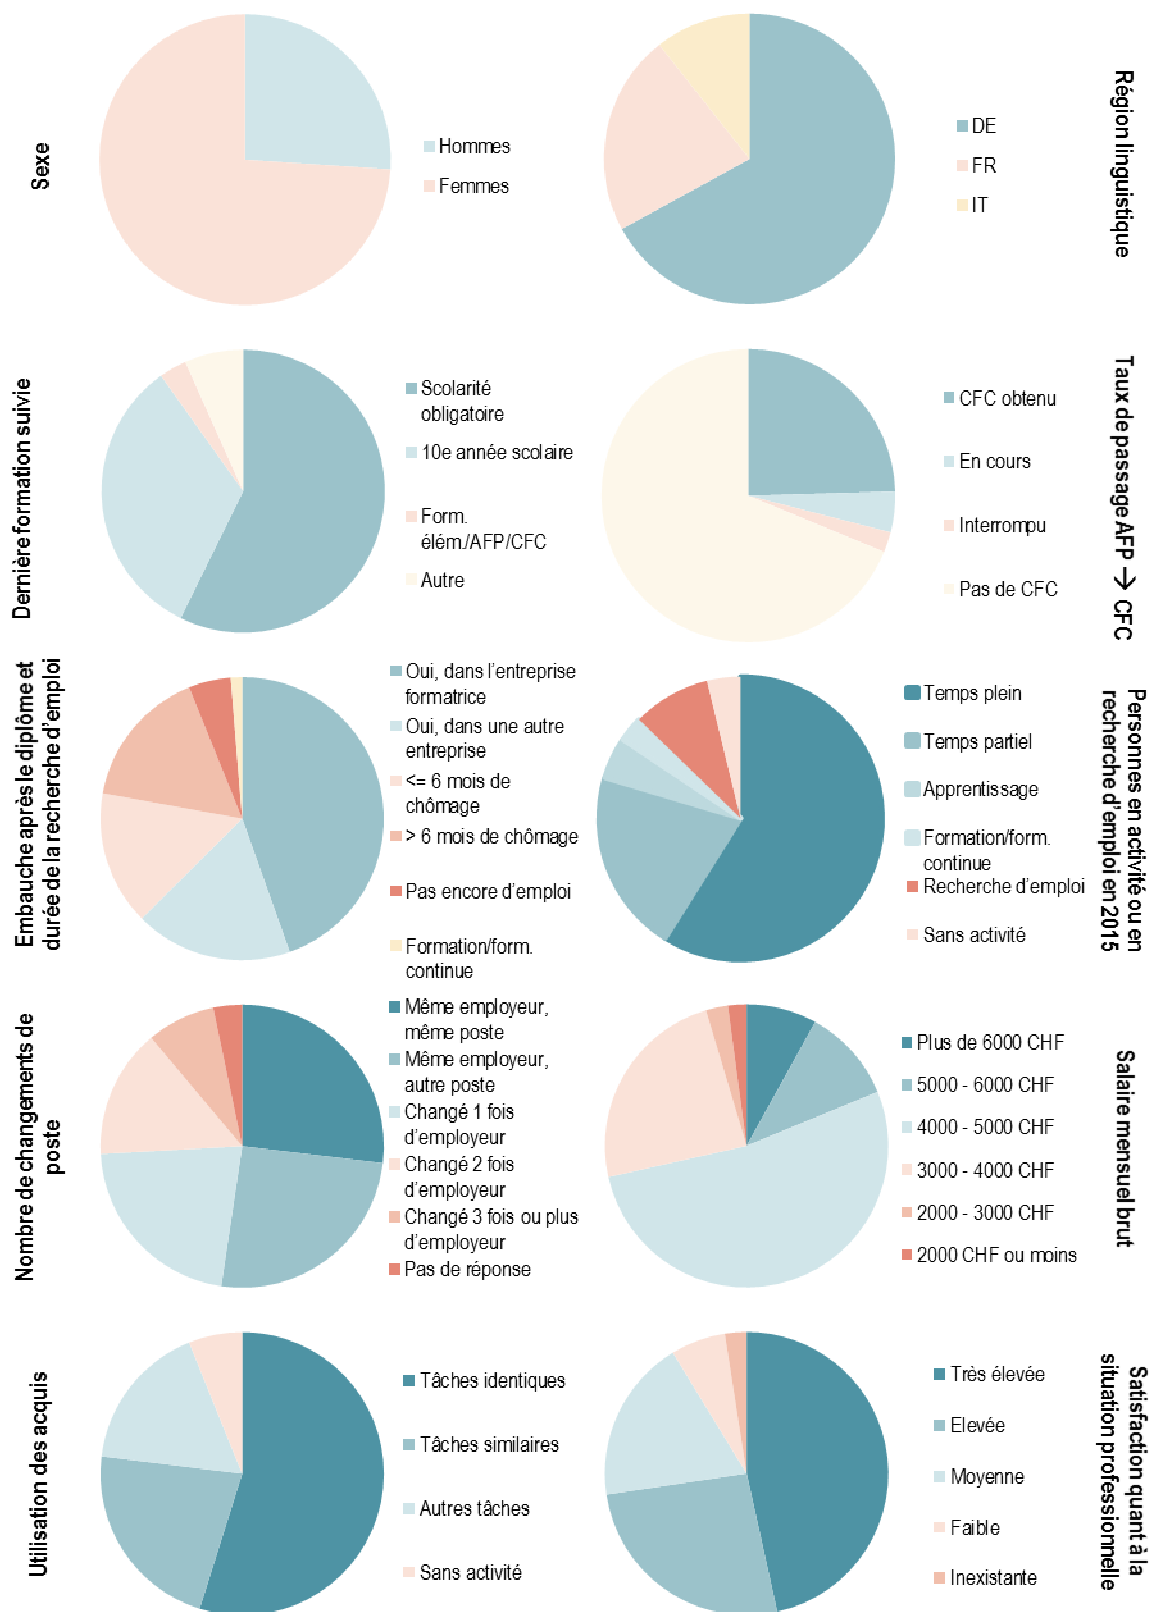 Sexe
Hommes
Femmes
DE
FR
IT
Région linguistique
Dernière formation suivie
Scolarité
obligatoire
10e année scolaire
Form.
élém./AFP/CFC
Autre
CFC obtenu
En cours
Interrompu
Pas de CFC
Taux de passage AFP → CFC
Embauche après le diplôme et
durée de la recherche d'emploi
Oui, dans l'entreprise
formatrice
Oui, dans une autre
entreprise
<= 6 mois de
chômage
> 6 mois de chômage
Pas encore d'emploi
Formation/form.
continue
Temps plein
Temps partiel
Apprentissage
Formation/form.
continue
Recherche d'emploi
Sans activité
Personnes en activité ou en
recherche d'emploi en 2015
Nombre de changements de
poste
Même employeur,
même poste
Même employeur,
autre poste
Changé 1 fois
d'employeur
Changé 2 fois
d'employeur
Changé 3 fois ou plus
d'employeur
Pas de réponse
Plus de 6000 CHF
5000 - 6000 CHF
4000 - 5000 CHF
3000 - 4000 CHF
2000 - 3000 CHF
2000 CHF ou moins
Salaire mensuel brut
Utilisation des acquis
Tâches identiques
Tâches similaires
Autres tâches
Sans activité
Très élevée
Elevée
Moyenne
Faible
Inexistante
Satisfaction quant à la
situation professionnelle